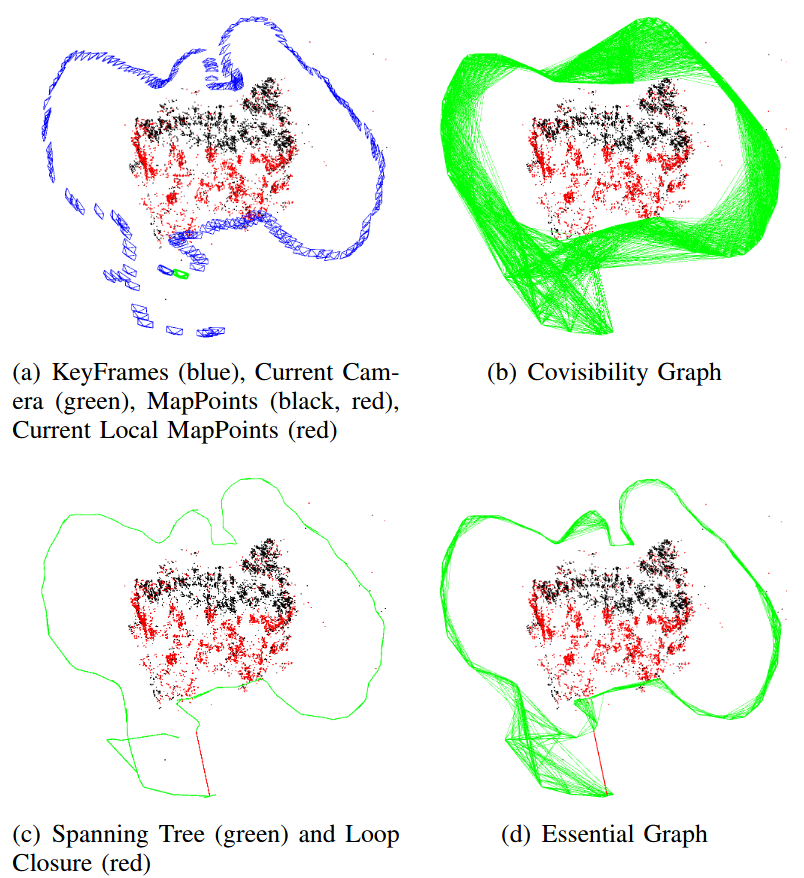 (a) KeyFrames (blue), Current Cam-
era (green), MapPoints (black, red),
Current Local MapPoints (red)
(b) Covisibility Graph
(c) Spanning Tree (green) and Loop
Closure (red)
(d) Essential Graph